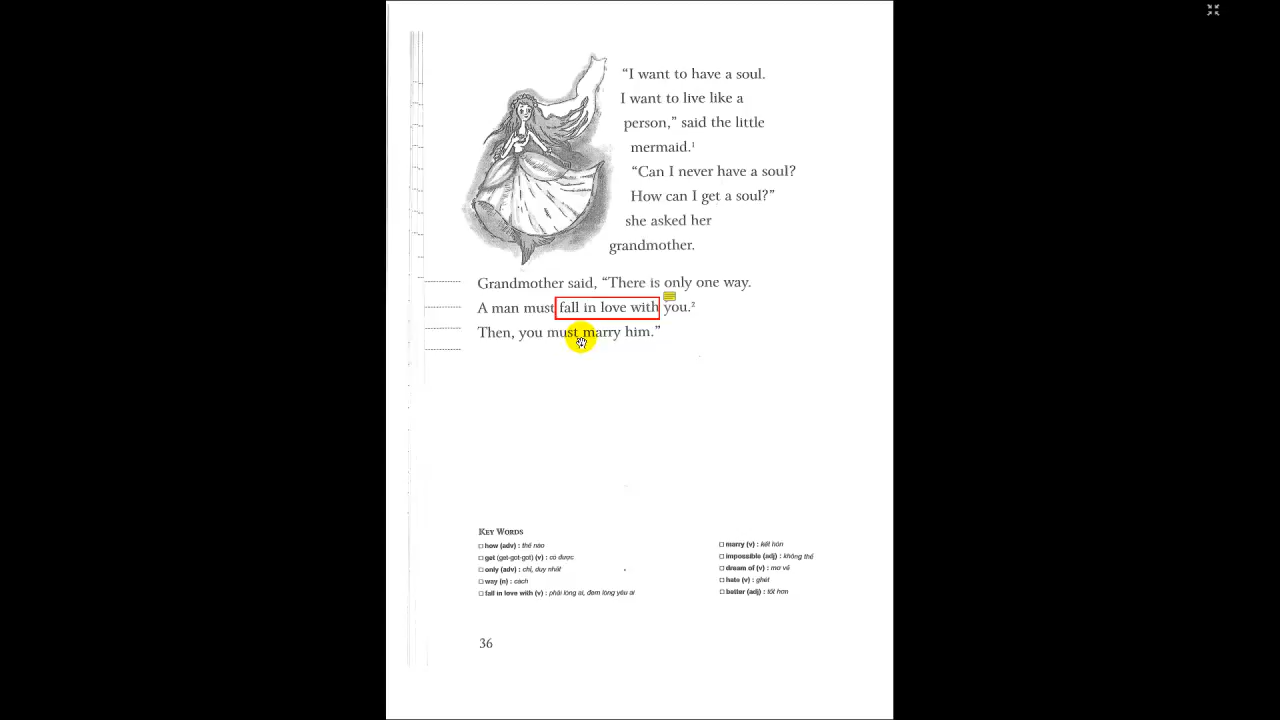 “I want to have a soul.
I want to live like a
person,” said the little
mermaid.¹
“Can I never have a soul?
How can I get a soul?”
she asked her
grandmother.
Grandmother said, “There is only one way.
A man must fall in love with you.²
Then, you must marry him.”
KEY WORDS
□ how (adv) : thế nào
□ get (get-got-got) (v) : có được
□ only (adv) : chỉ, duy nhất
□ way (n) : cách
□ fall in love with (v) : phải lòng ai, đem lòng yêu ai
□ marry (v) : kết hôn
□ impossible (adj) : không thể
□ dream of (v) : mơ về
□ hate (v) : ghét
□ better (adj) : tốt hơn
36